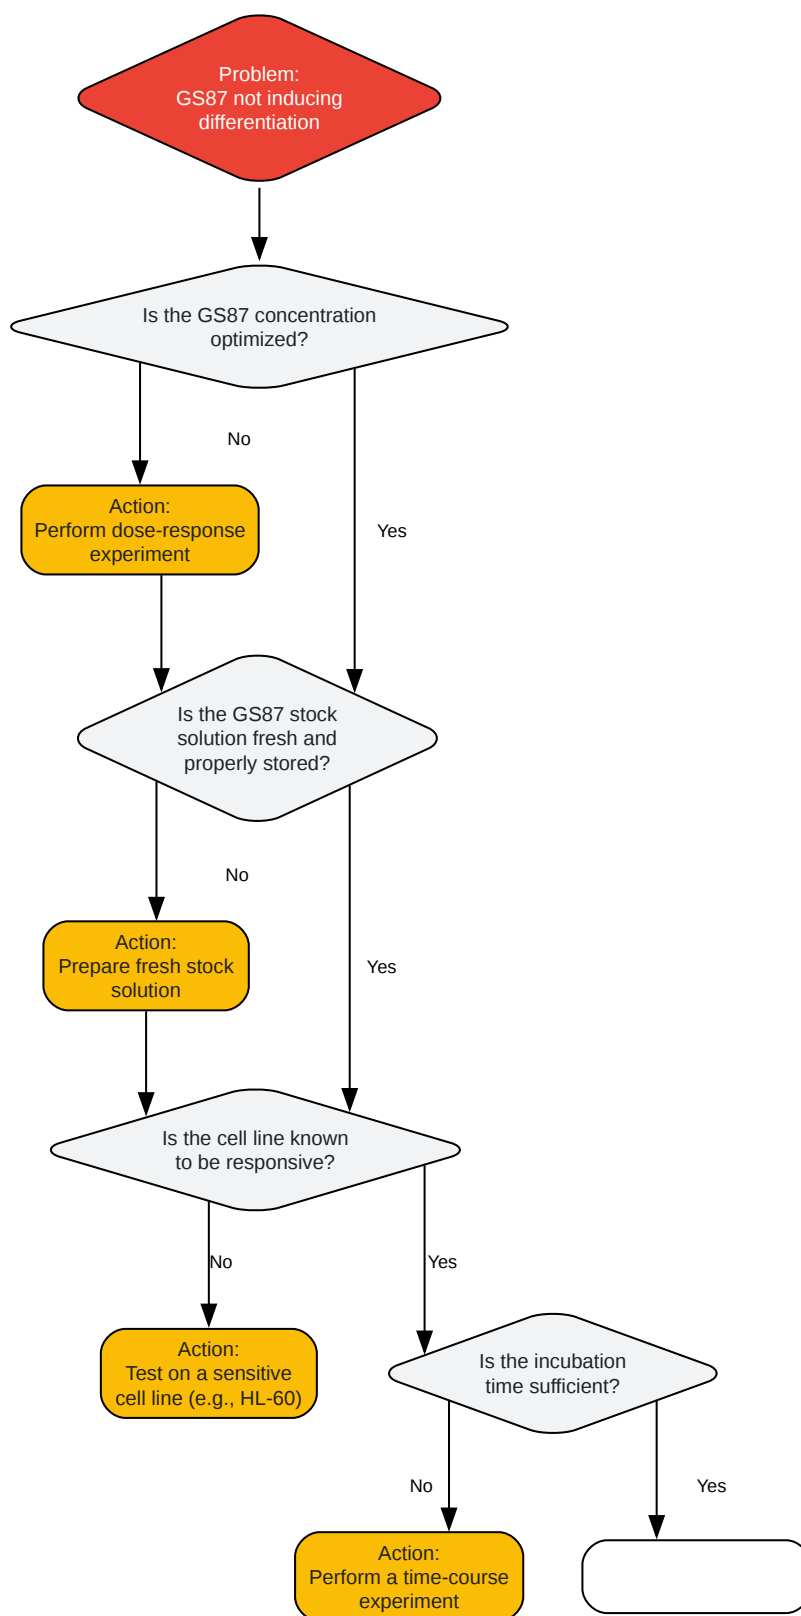 Problem:
GS87 not inducing
differentiation
Is the GS87 concentration
optimized?
No
Yes
Action:
Perform dose-response
experiment
Is the GS87 stock
solution fresh and
properly stored?
No
Yes
Action:
Prepare fresh stock
solution
Is the cell line known
to be responsive?
No
Yes
Action:
Test on a sensitive
cell line (e.g., HL-60)
Is the incubation
time sufficient?
No
Yes
Action:
Perform a time-course
experiment